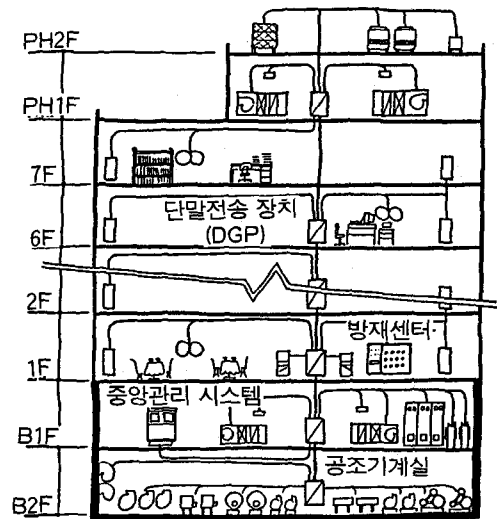 PH2F
PH1F
7F
단말전송 장치
(DGP)
6F
2F
방재센터
1F
중앙관리 시스템
B1F
공조기계실
B2F